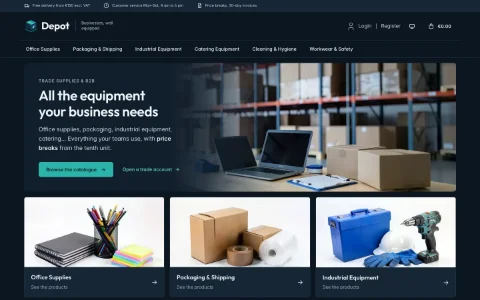 Free delivery from €150 excl. VAT
Customer service Mon–Sat, 9 am to 6 pm
Price breaks, 30-day invoices
Depot
Businesses, well equipped
Login | Register
€0.00
Office Supplies
Packaging & Shipping
Industrial Equipment
Catering Equipment
Cleaning & Hygiene
Workwear & Safety
TRADE SUPPLIES & B2B
All the equipment
your business needs
Office supplies, packaging, industrial equipment,
catering... Everything your teams use, with price
breaks from the tenth unit.
Browse the catalogue →
Open a trade account →
Office Supplies
See the products
Packaging & Shipping
See the products
Industrial Equipment
See the products